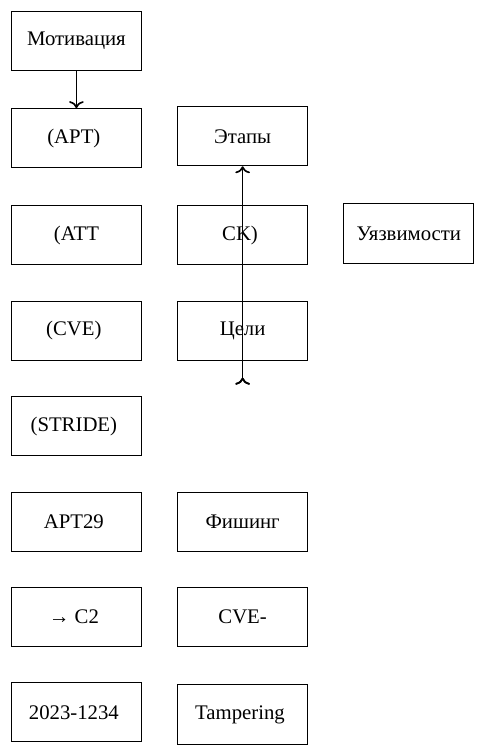 Мотивация
(APT)
Этапы
(ATT
CK)
Уязвимости
(CVE)
Цели
(STRIDE)
APT29
Фишинг
→ C2
CVE-
2023-1234
Tampering